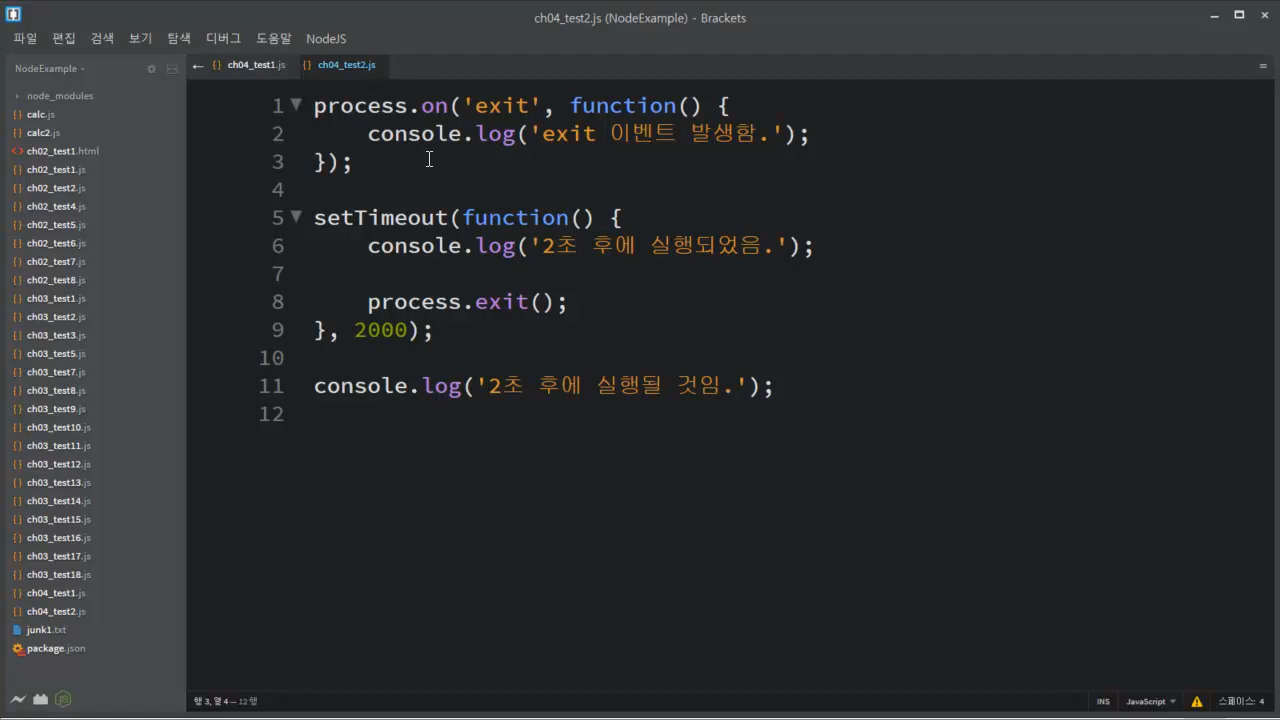 ch04_test2.js (NodeExample) - Brackets
파일 편집 검색 보기 탐색 디버그 도움말 NodeJS
NodeExample
ch04_test1.js
ch04_test2.js
node_modules
calc.js
calc2.js
ch02_test1.html
ch02_test1.js
ch02_test2.js
ch02_test4.js
ch02_test5.js
ch02_test6.js
ch02_test7.js
ch02_test8.js
ch03_test1.js
ch03_test2.js
ch03_test3.js
ch03_test5.js
ch03_test7.js
ch03_test8.js
ch03_test9.js
ch03_test10.js
ch03_test11.js
ch03_test12.js
ch03_test13.js
ch03_test14.js
ch03_test15.js
ch03_test16.js
ch03_test17.js
ch03_test18.js
ch04_test1.js
ch04_test2.js
junk1.txt
package.json
1 process.on('exit', function() {
2     console.log('exit 이벤트 발생함.');
3 });
4
5 setTimeout(function() {
6     console.log('2초 후에 실행되었음.');
7
8     process.exit();
9 }, 2000);
10
11 console.log('2초 후에 실행될 것임.');
12
행 3, 열 4 — 12 행
INS JavaScript 스페이스: 4